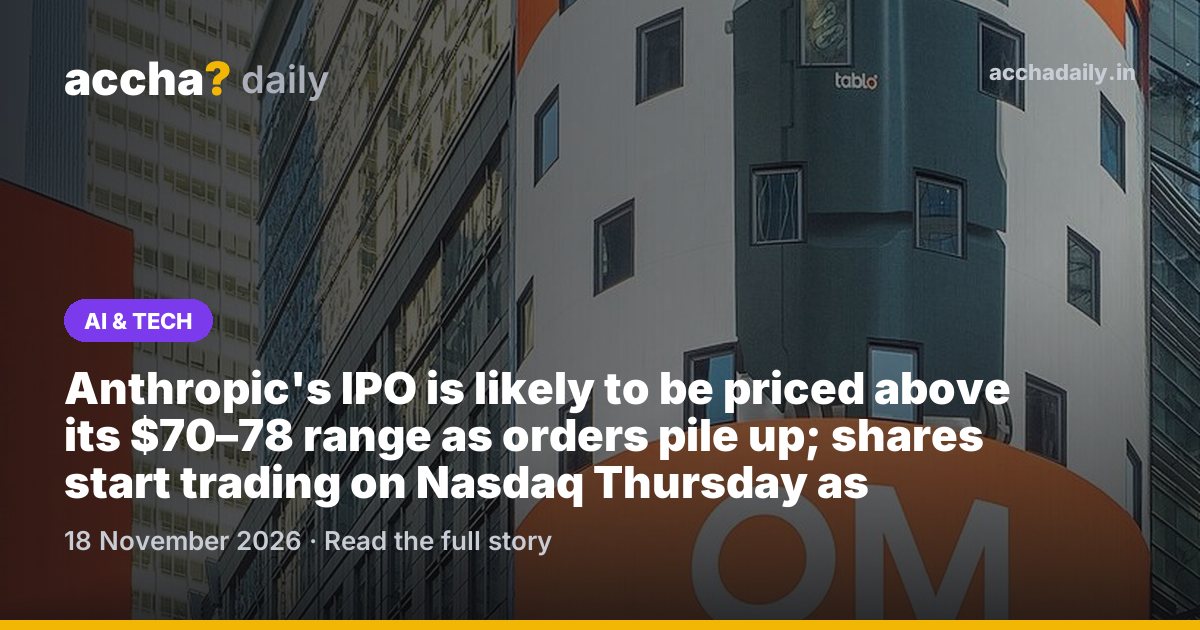 accha? daily
acchadaily.in
tablo
AI & TECH
Anthropic's IPO is likely to be priced above
its $70–78 range as orders pile up; shares
start trading on Nasdaq Thursday as
18 November 2026 · Read the full story
OM